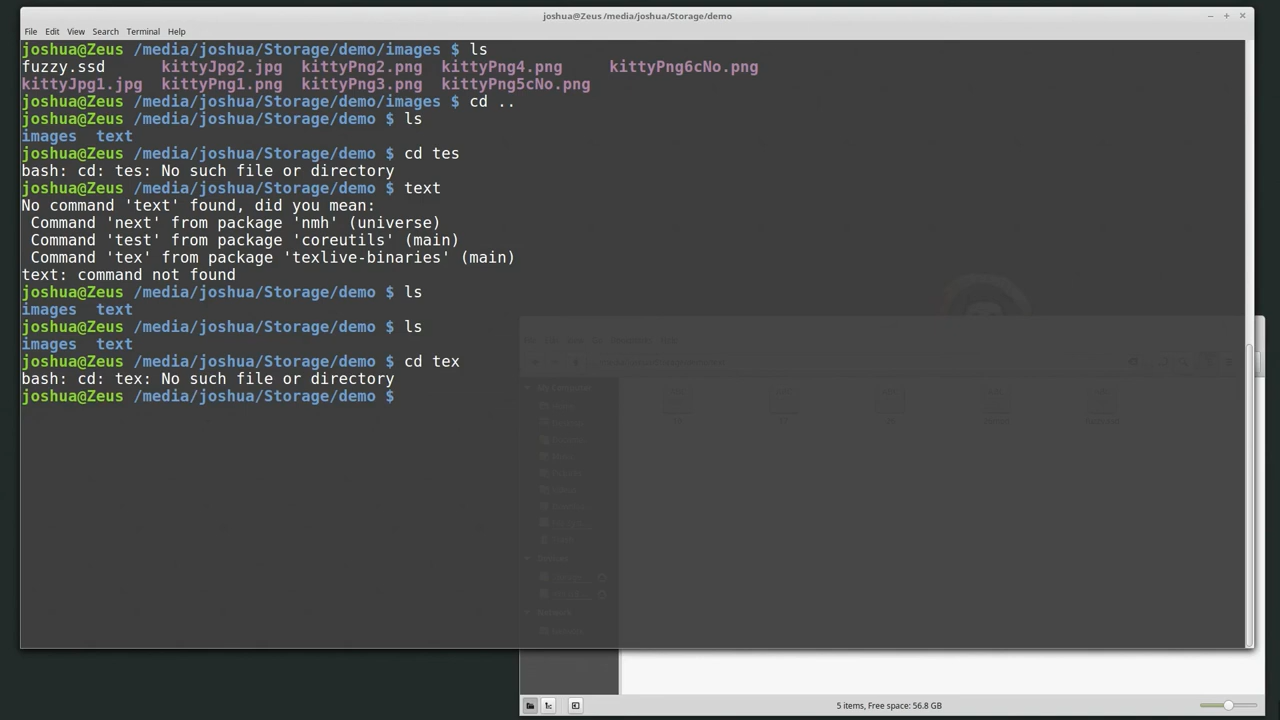 joshua@Zeus /media/joshua/Storage/demo
File Edit View Search Terminal Help
joshua@Zeus /media/joshua/Storage/demo/images $ ls
fuzzy.ssd kittyJpg2.jpg kittyPng2.png kittyPng4.png kittyPng6cNo.png
kittyJpg1.jpg kittyPng1.png kittyPng3.png kittyPng5cNo.png
joshua@Zeus /media/joshua/Storage/demo/images $ cd ..
joshua@Zeus /media/joshua/Storage/demo $ ls
images text
joshua@Zeus /media/joshua/Storage/demo $ cd tes
bash: cd: tes: No such file or directory
joshua@Zeus /media/joshua/Storage/demo $ text
No command 'text' found, did you mean:
Command 'next' from package 'nmh' (universe)
Command 'test' from package 'coreutils' (main)
Command 'tex' from package 'texlive-binaries' (main)
text: command not found
joshua@Zeus /media/joshua/Storage/demo $ ls
images text
joshua@Zeus /media/joshua/Storage/demo $ ls
images text
joshua@Zeus /media/joshua/Storage/demo $ cd tex
bash: cd: tex: No such file or directory
joshua@Zeus /media/joshua/Storage/demo $
My Computer
Devices
Network
5 items, Free space: 56.8 GB